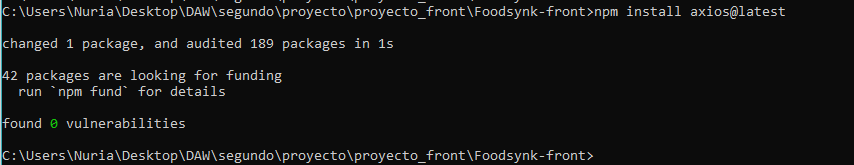 C:\Users\Nuria\Desktop\DAW\segundo\proyecto\proyecto_front\Foodsynk-front>npm install axios@latest
changed 1 package, and audited 189 packages in 1s
42 packages are looking for funding
  run `npm fund` for details
found 0 vulnerabilities
C:\Users\Nuria\Desktop\DAW\segundo\proyecto\proyecto_front\Foodsynk-front>